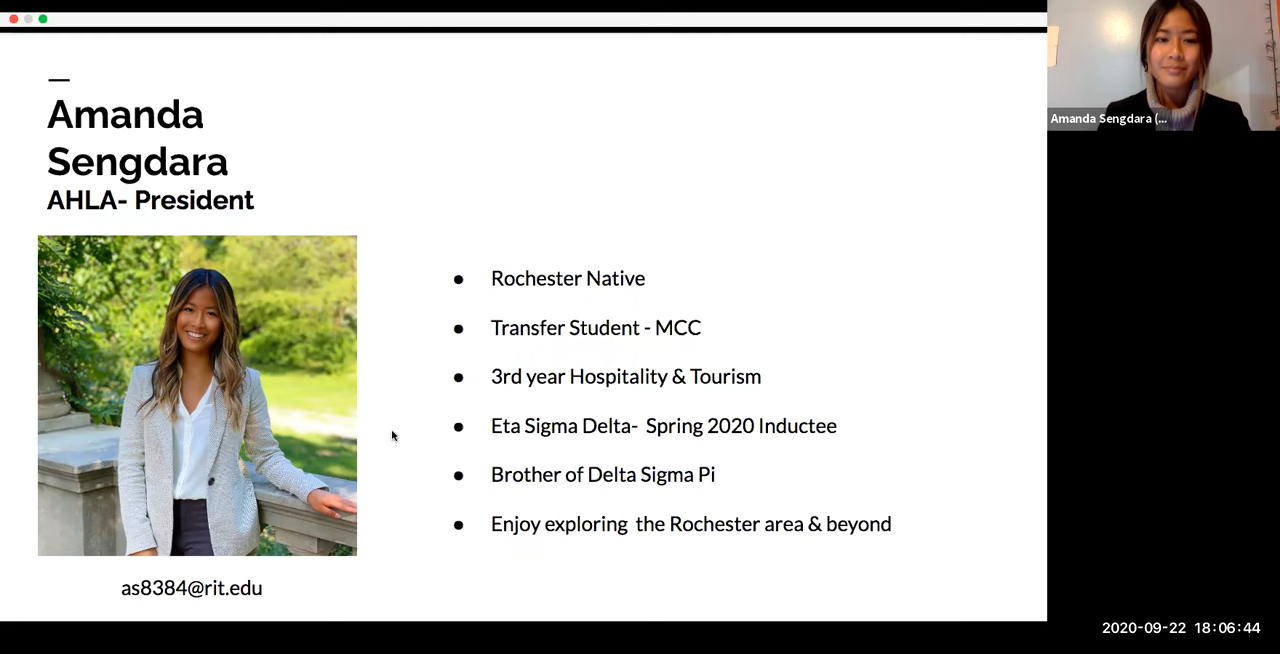 Amanda
Sengdara
AHLA- President
Rochester Native
Transfer Student - MCC
3rd year Hospitality & Tourism
Eta Sigma Delta- Spring 2020 Inductee
Brother of Delta Sigma Pi
Enjoy exploring the Rochester area & beyond
as8384@rit.edu
Amanda Sengdara (...
2020-09-22 18:06:44